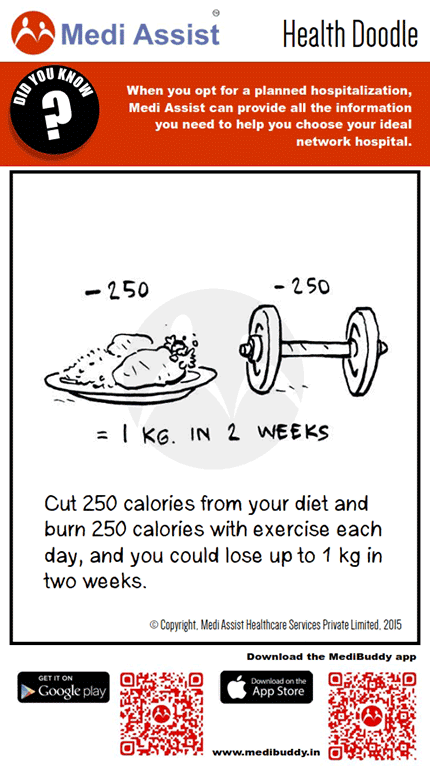 Medi Assist
Health Doodle
DID YOU KNOW
?
When you opt for a planned hospitalization,
Medi Assist can provide all the information
you need to help you choose your ideal
network hospital.
- 250
- 250
= 1 KG. IN 2 WEEKS
Cut 250 calories from your diet and
burn 250 calories with exercise each
day, and you could lose up to 1 kg in
two weeks.
© Copyright, Medi Assist Healthcare Services Private Limited, 2015
Download the MediBuddy app
GET IT ON
Google play
Download on the
App Store
www.medibuddy.in